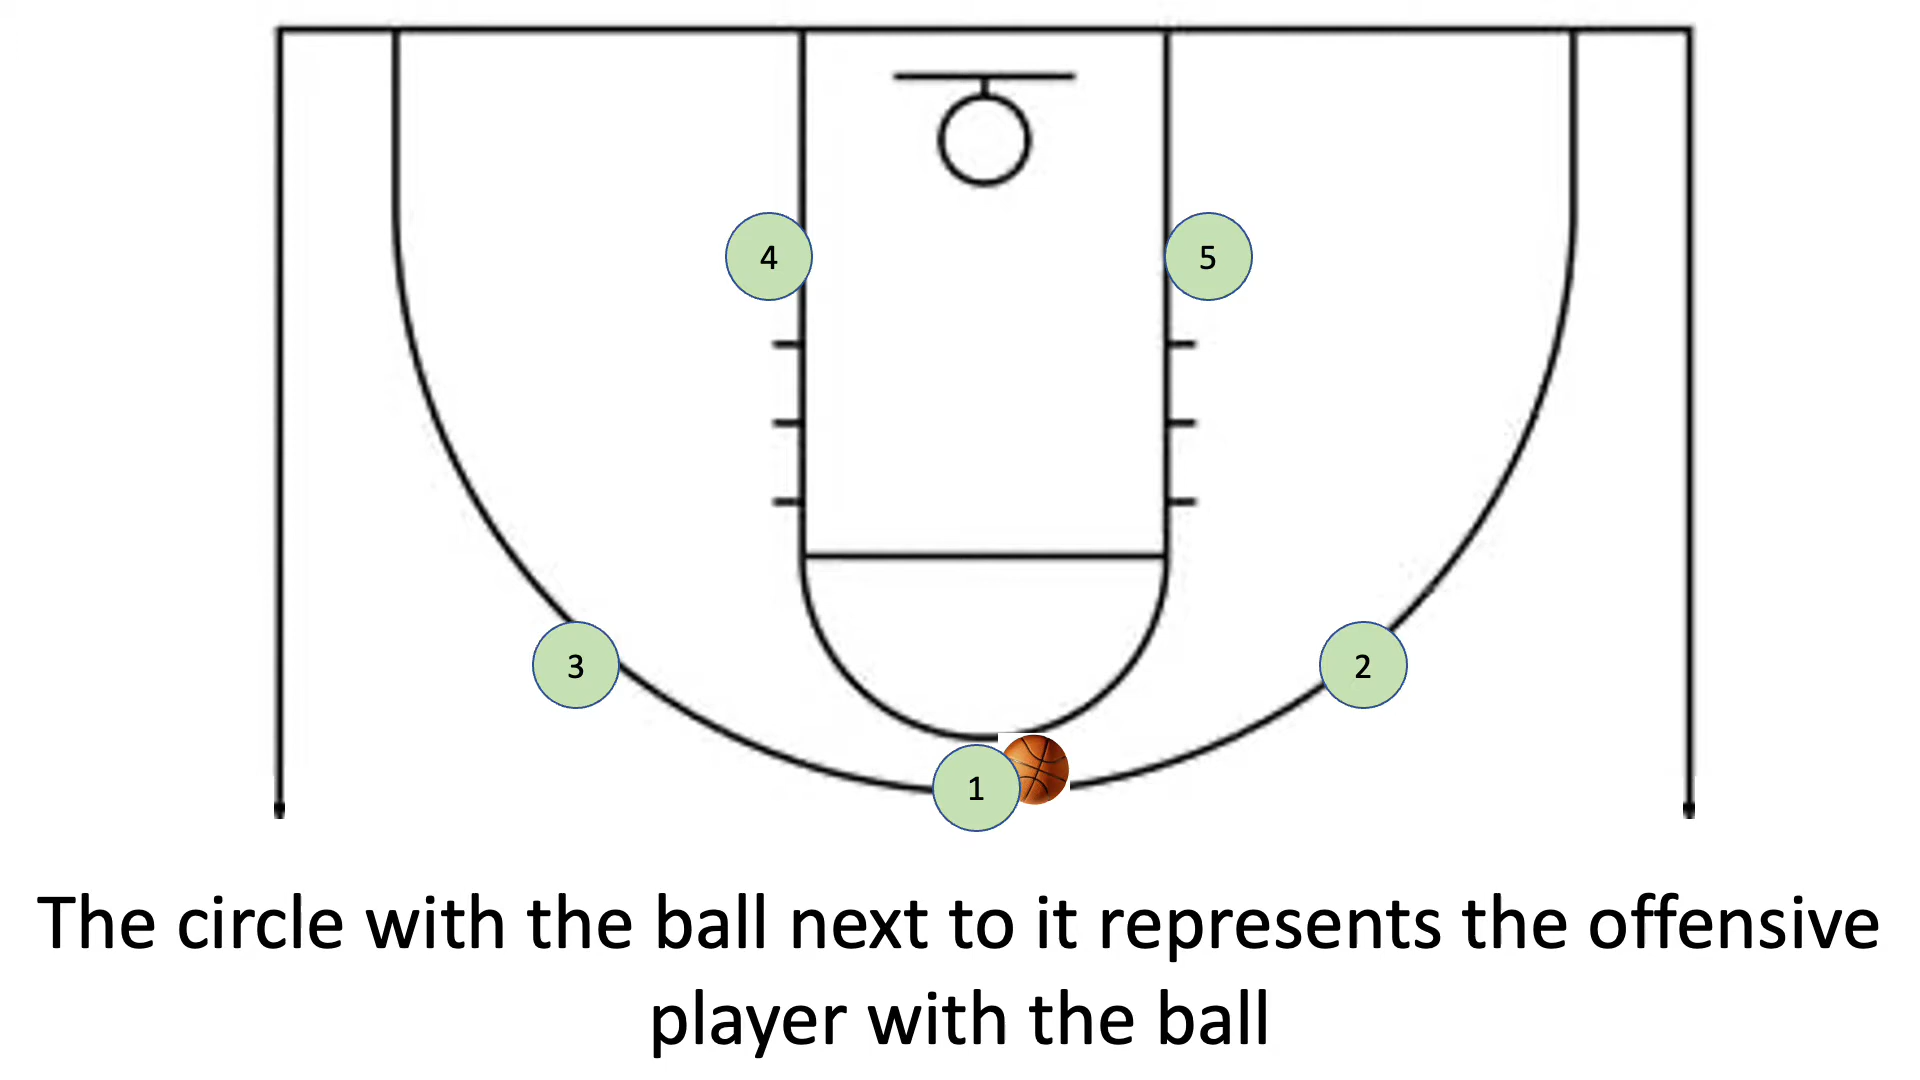 4 5
3 2
1
The circle with the ball next to it represents the offensive
player with the ball